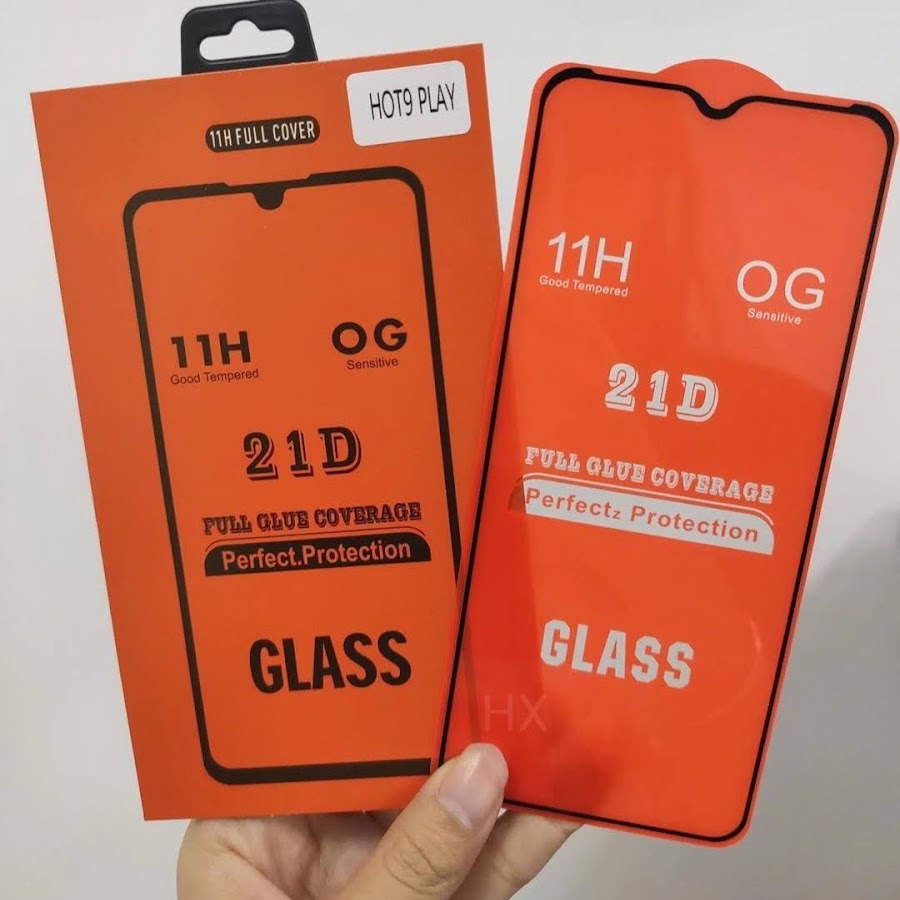 HOT9 PLAY
11H FULL COVER
11H
Good Tempered
OG
Sensitive
21D
FULL GLUE COVERAGE
Perfect.Protection
GLASS
11H
Good Tempered
OG
Sensitive
21D
FULL GLUE COVERAGE
Perfectz Protection
GLASS
HX